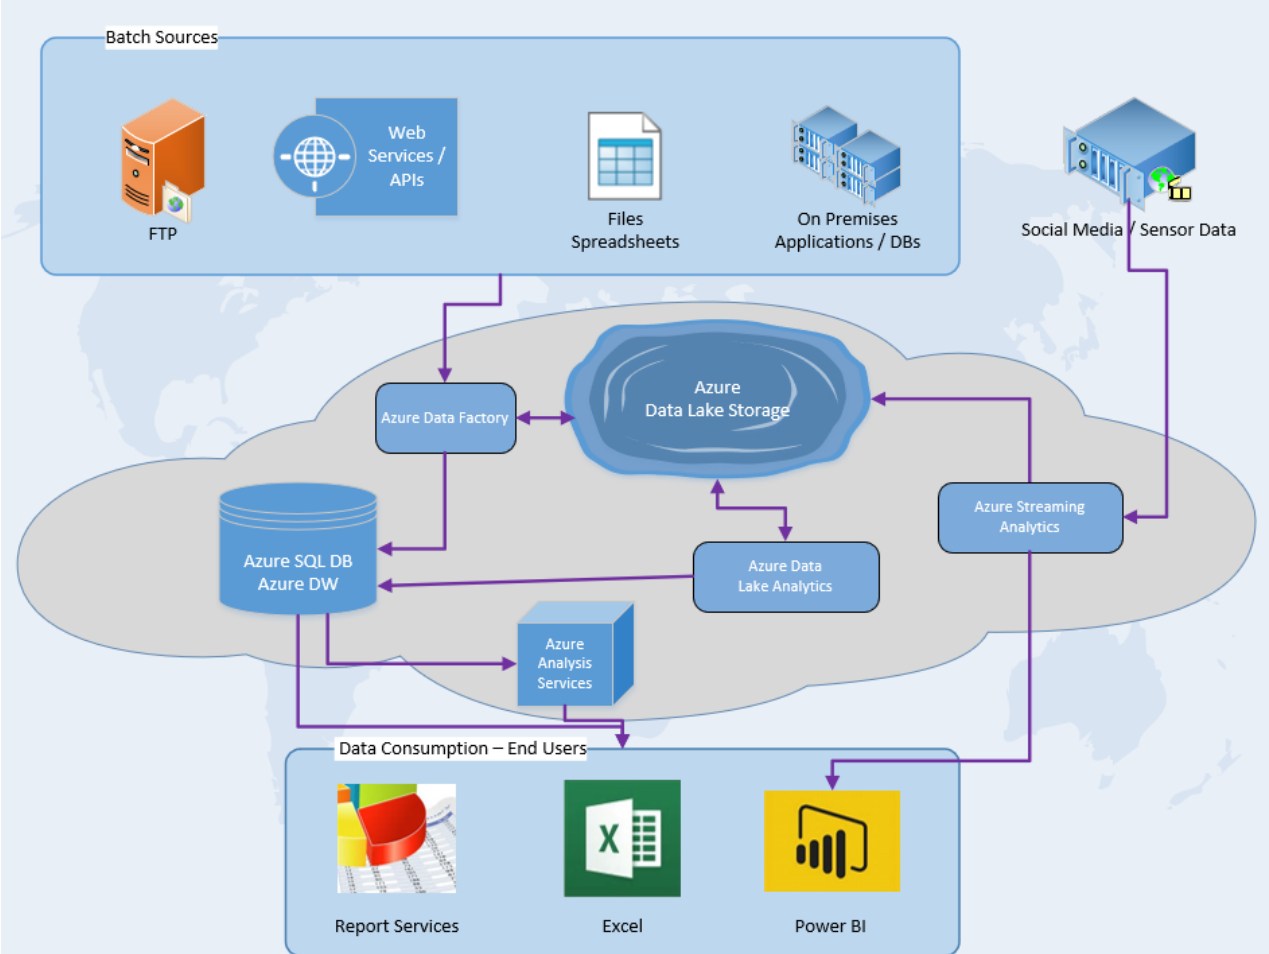 Batch Sources
Web
Services /
APIs
FTP
Files
Spreadsheets
On Premises
Applications / DBs
Social Media / Sensor Data
Azure
Data Lake Storage
Azure Data Factory
Azure Streaming
Analytics
Azure SQL DB
Azure DW
Azure Data
Lake Analytics
Azure
Analysis
Services
Data Consumption – End Users
X
Report Services
Excel
Power BI